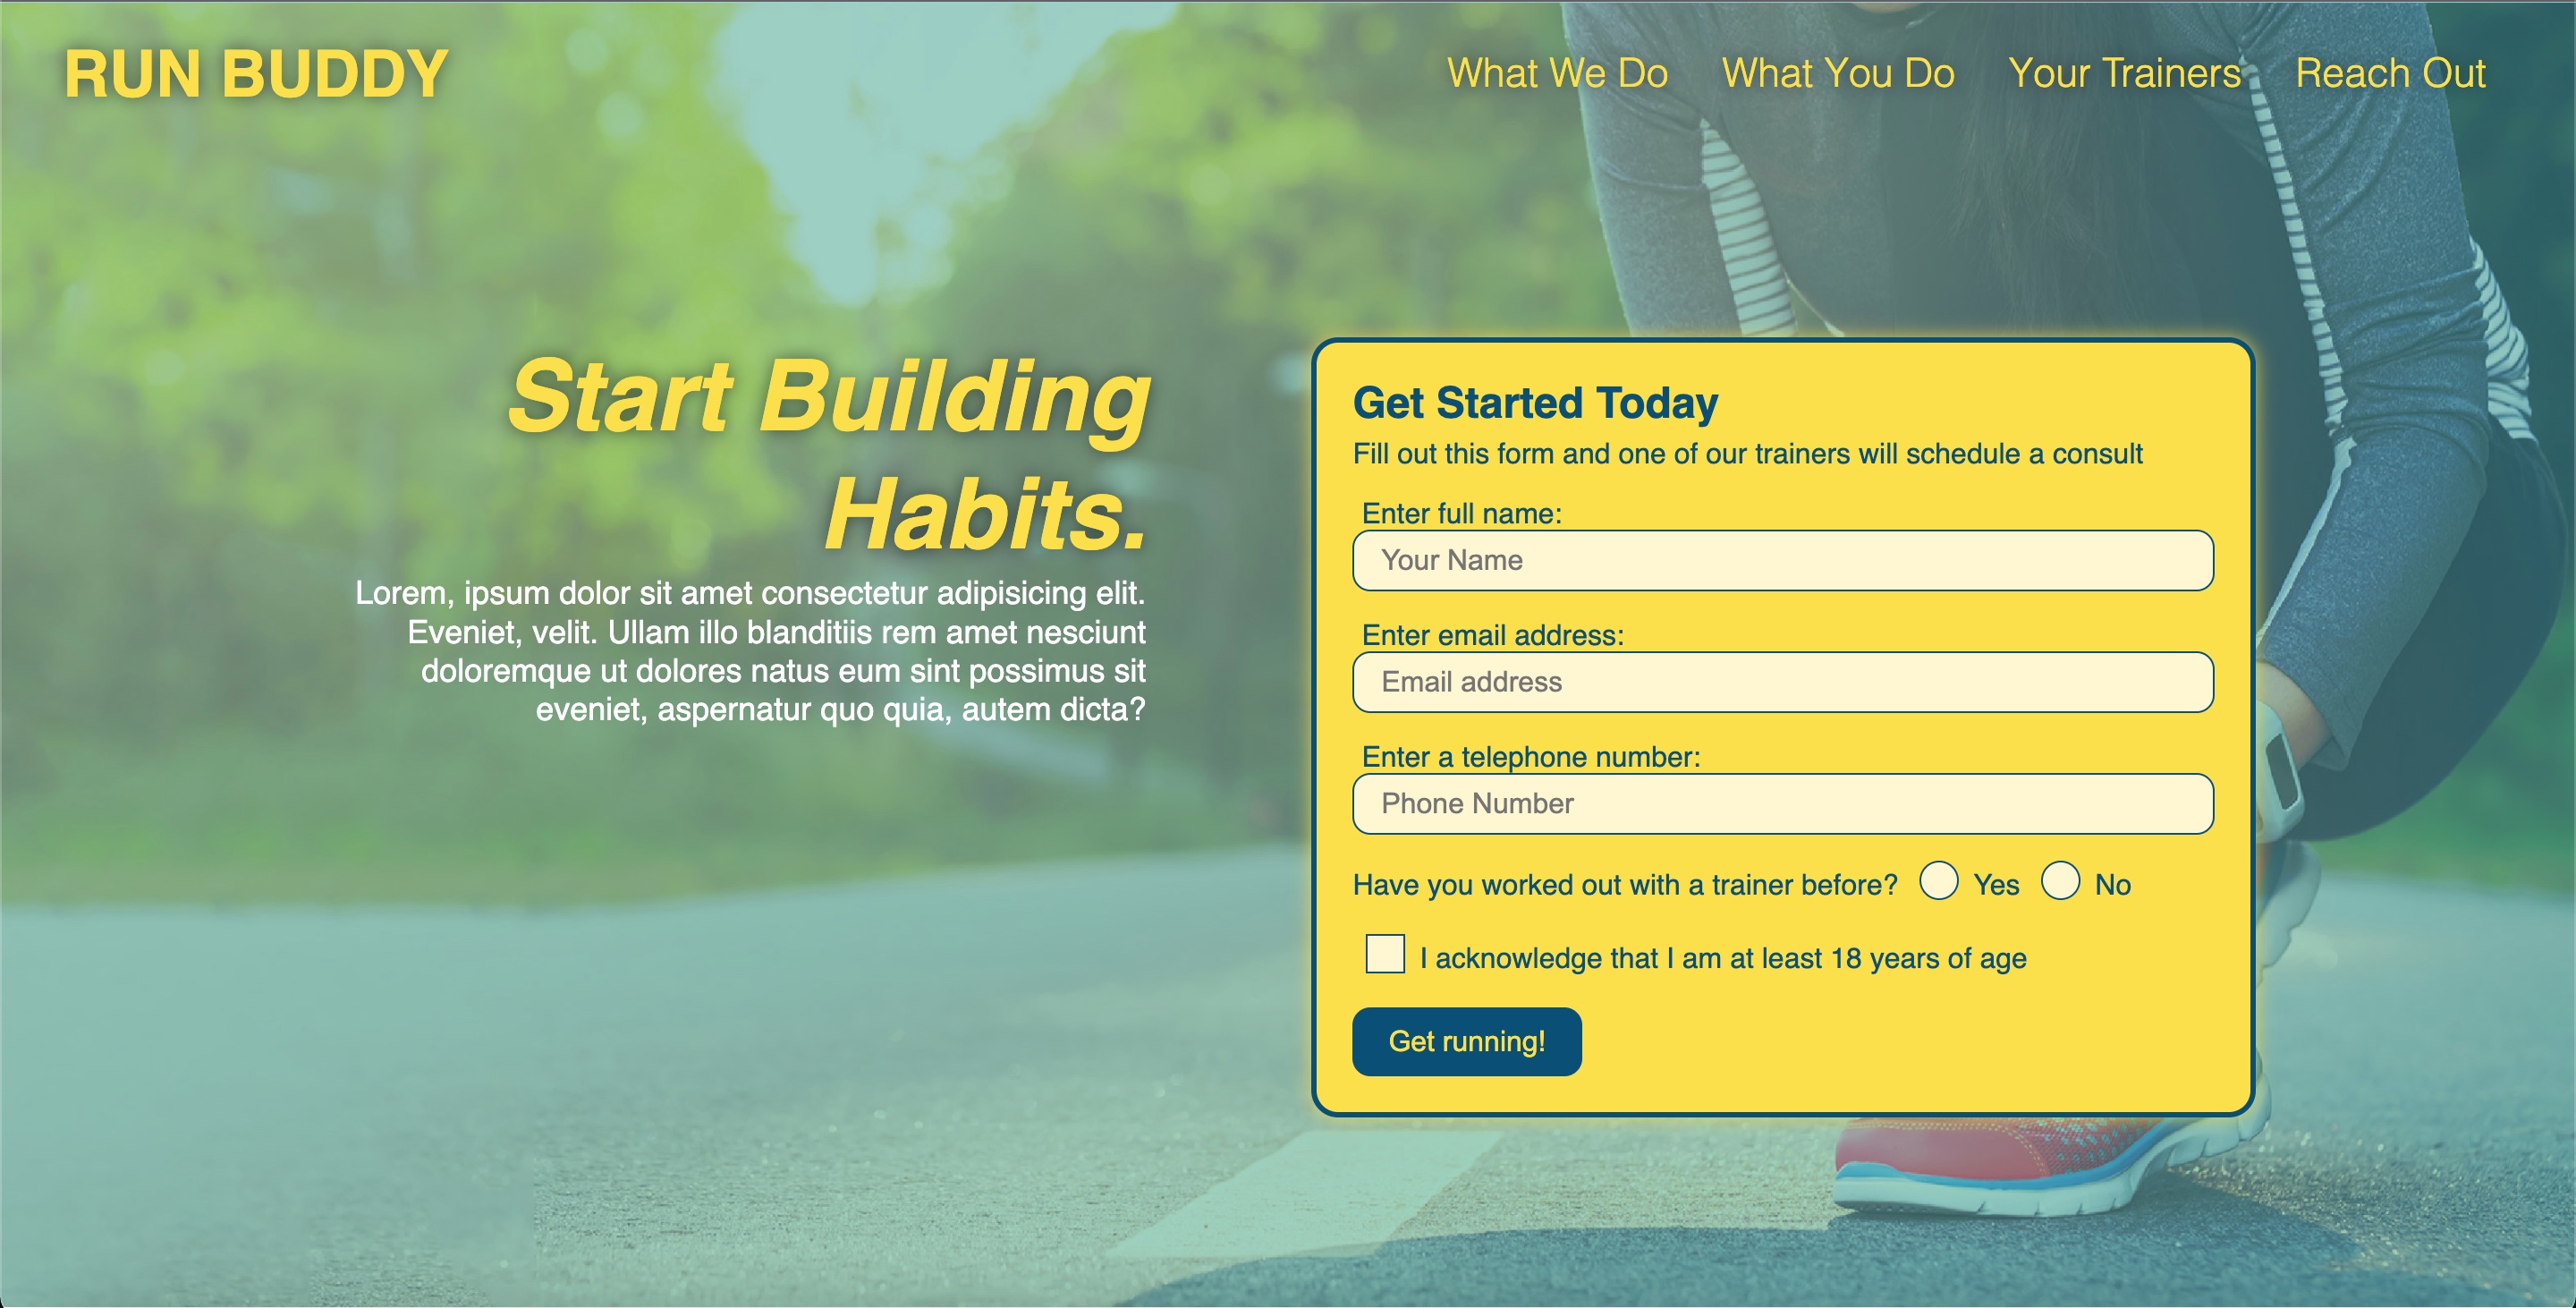 RUN BUDDY
What We Do
What You Do
Your Trainers
Reach Out
Start Building
Habits.
Lorem, ipsum dolor sit amet consectetur adipisicing elit.
Eveniet, velit. Ullam illo blanditiis rem amet nesciunt
doloremque ut dolores natus eum sint possimus sit
eveniet, aspernatur quo quia, autem dicta?
Get Started Today
Fill out this form and one of our trainers will schedule a consult
Enter full name:
Your Name
Enter email address:
Email address
Enter a telephone number:
Phone Number
Have you worked out with a trainer before? Yes No
I acknowledge that I am at least 18 years of age
Get running!